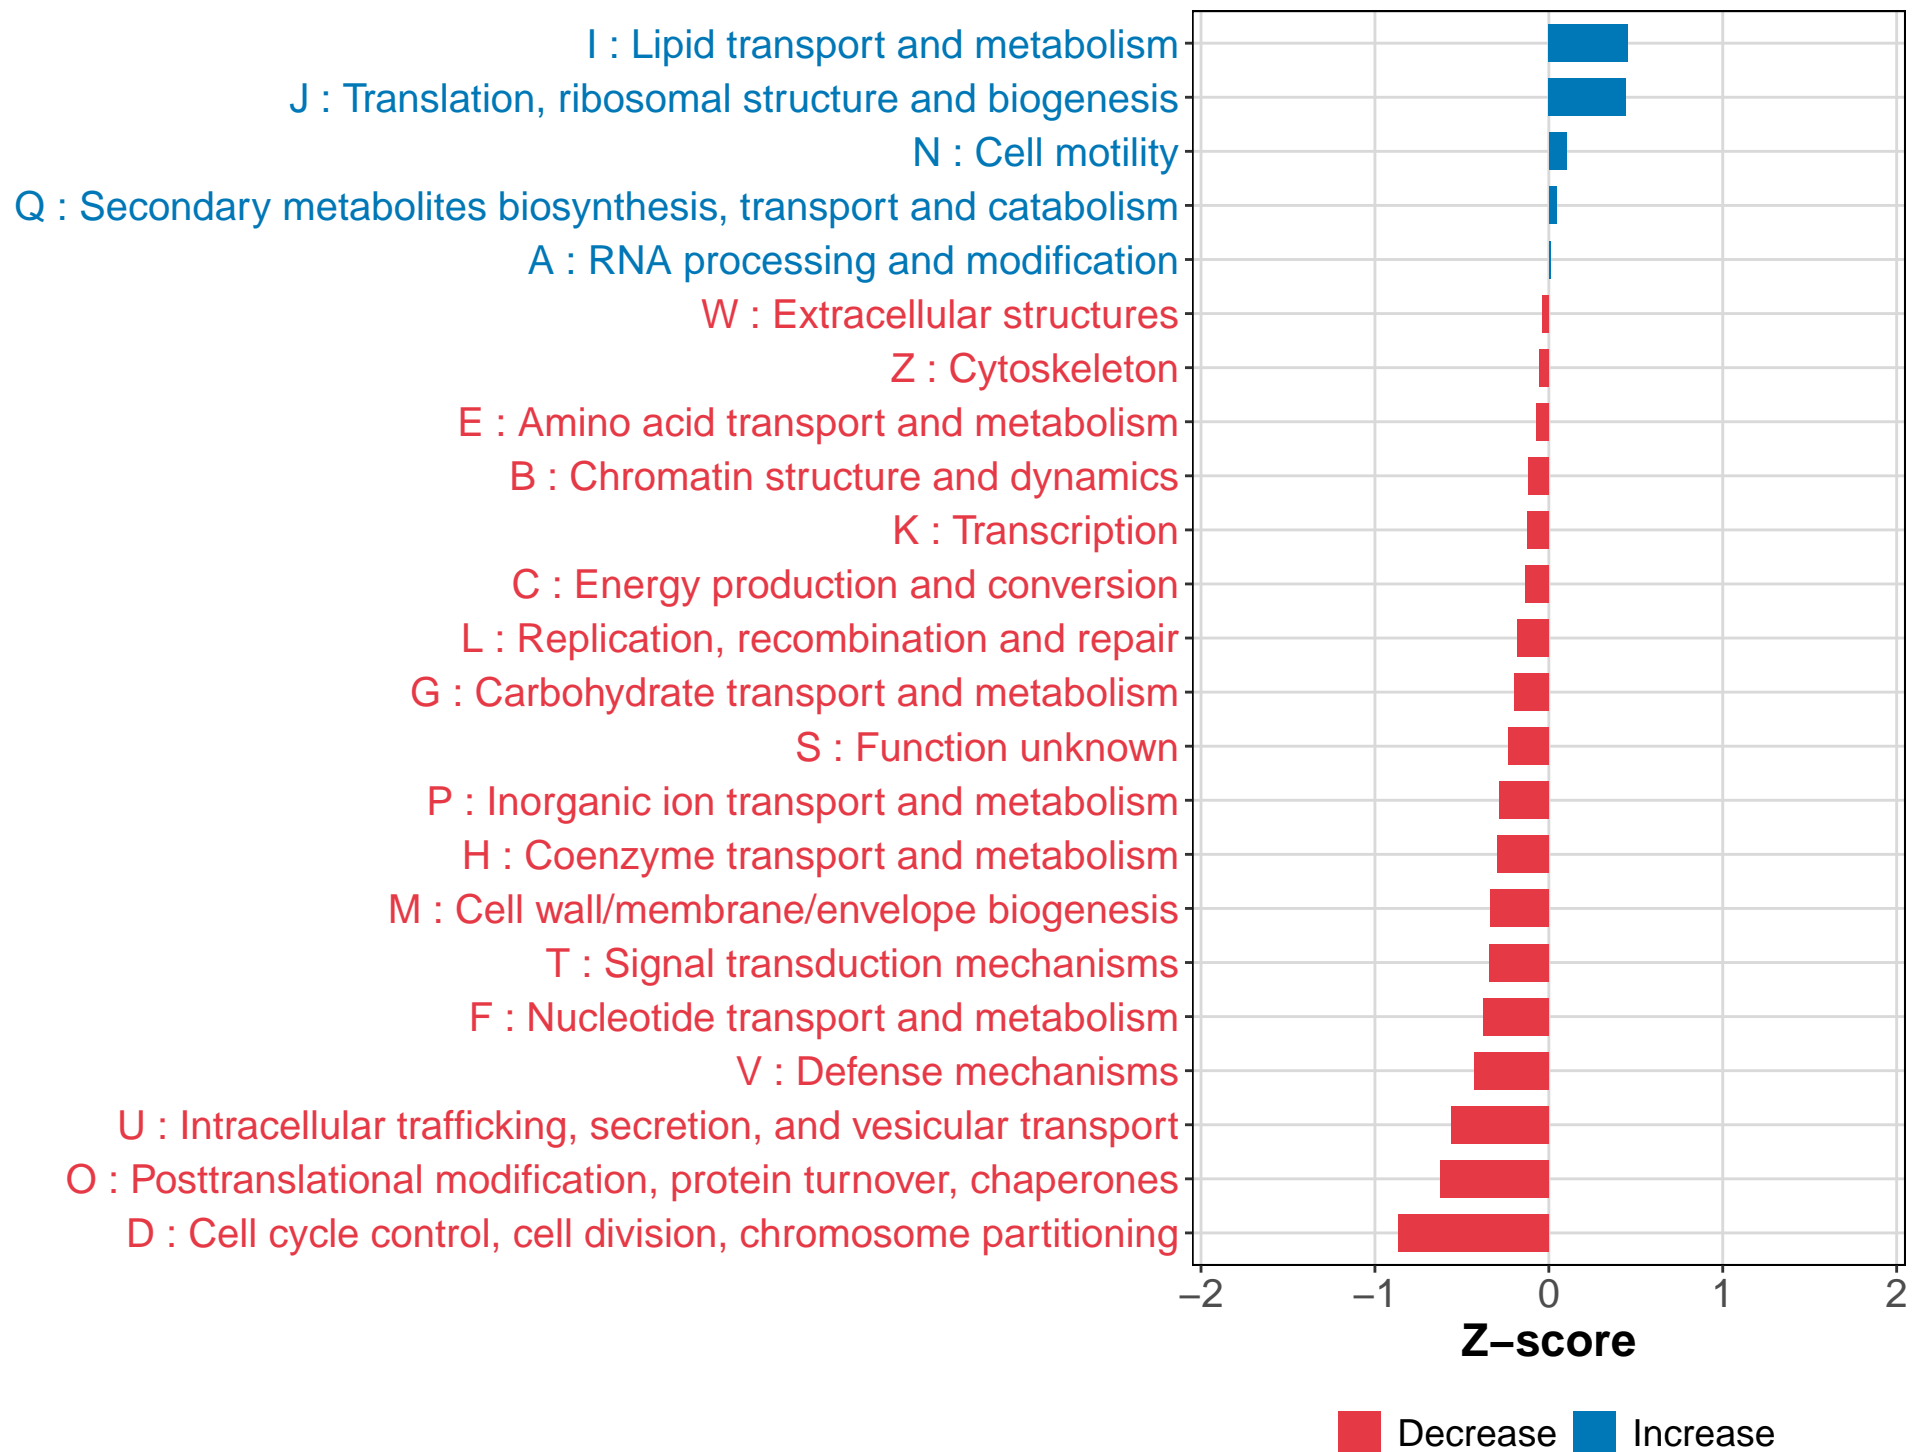 I : Lipid transport and metabolism
J : Translation, ribosomal structure and biogenesis
N : Cell motility
Q : Secondary metabolites biosynthesis, transport and catabolism
A : RNA processing and modification
W : Extracellular structures
Z : Cytoskeleton
E : Amino acid transport and metabolism
B : Chromatin structure and dynamics
K : Transcription
C : Energy production and conversion
L : Replication, recombination and repair
G : Carbohydrate transport and metabolism
S : Function unknown
P : Inorganic ion transport and metabolism
H : Coenzyme transport and metabolism
M : Cell wall/membrane/envelope biogenesis
T : Signal transduction mechanisms
F : Nucleotide transport and metabolism
V : Defense mechanisms
U : Intracellular trafficking, secretion, and vesicular transport
O : Posttranslational modification, protein turnover, chaperones
D : Cell cycle control, cell division, chromosome partitioning
−2 −1 0 1 2
Z−score
Decrease Increase